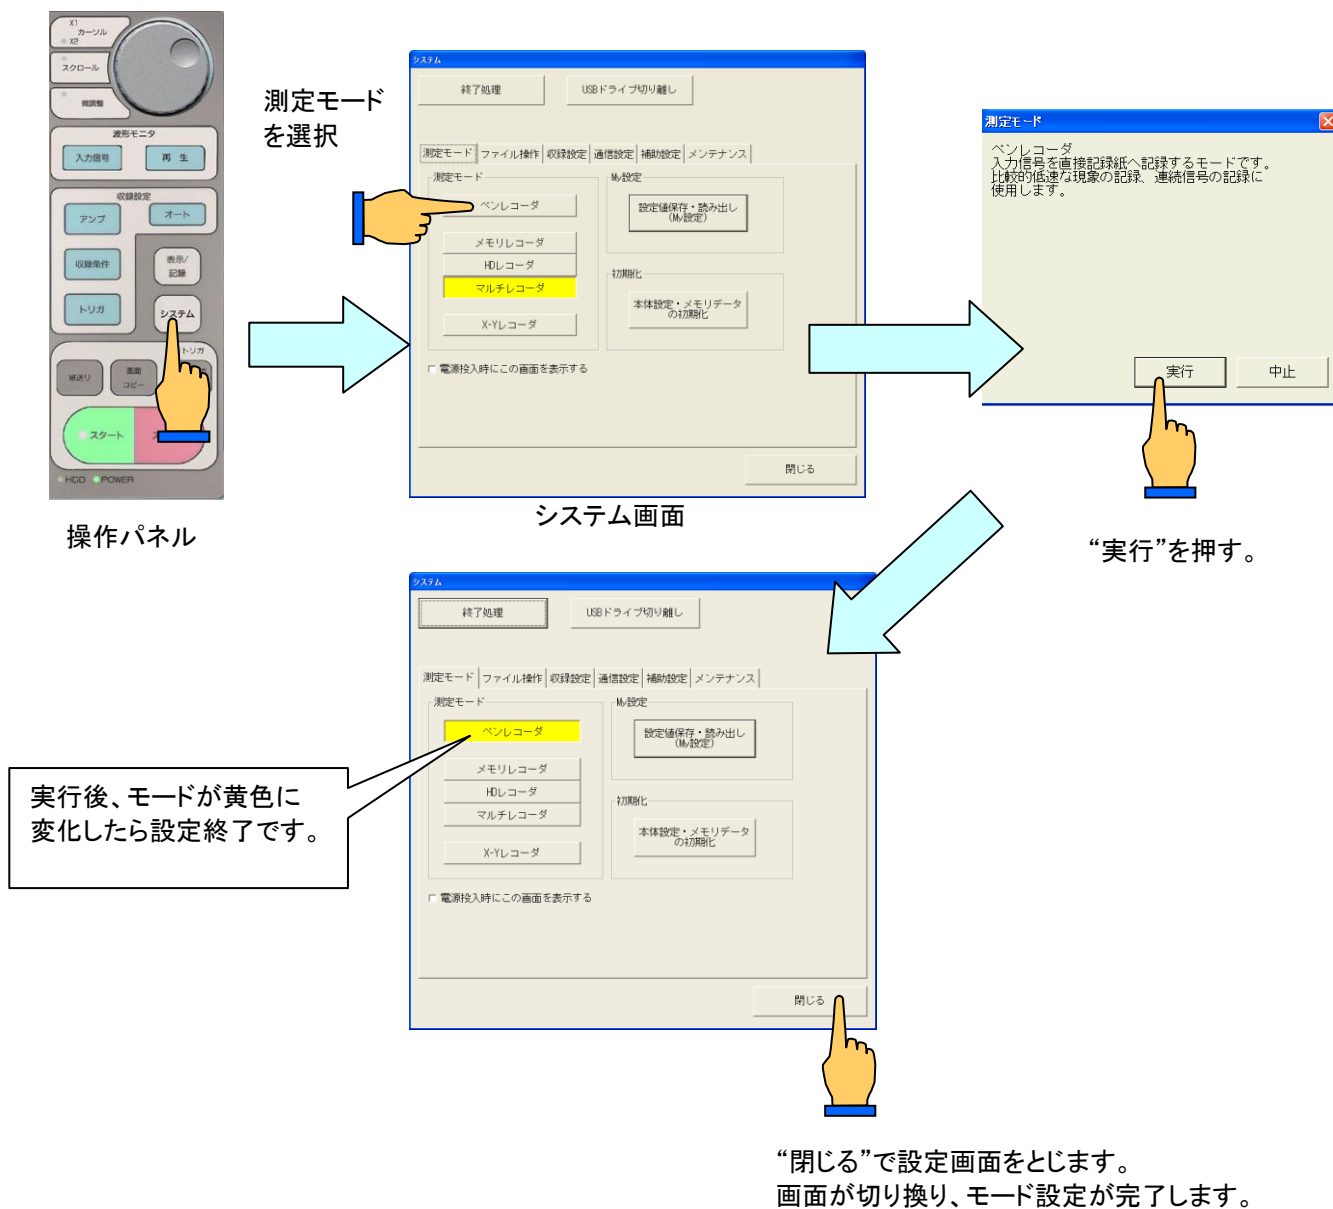 X1
カーソル
X2
スクロール
微調整
波形モニタ
入力信号
再 生
収録設定
アンプ
オート
収録条件
表示/
記録
トリガ
システム
トリガ
紙送り
画面
コピー
スタート
HDD
POWER
操作パネル
測定モード
を選択
システム
終了処理
USBドライブ切り離し
測定モード
ファイル操作
収録設定
通信設定
補助設定
メンテナンス
測定モード
ペンレコーダ
メモリレコーダ
HDレコーダ
マルチレコーダ
X-Yレコーダ
My設定
設定値保存・読み出し
(My設定)
初期化
本体設定・メモリデータ
の初期化
電源投入時にこの画面を表示する
閉じる
システム画面
測定モード
ペンレコーダ
入力信号を直接記録紙へ記録するモードです。
比較的低速な現象の記録、連続信号の記録に
使用します。
実行
中止
“実行”を押す。
システム
終了処理
USBドライブ切り離し
測定モード
ファイル操作
収録設定
通信設定
補助設定
メンテナンス
測定モード
ペンレコーダ
メモリレコーダ
HDレコーダ
マルチレコーダ
X-Yレコーダ
My設定
設定値保存・読み出し
(My設定)
初期化
本体設定・メモリデータ
の初期化
電源投入時にこの画面を表示する
閉じる
実行後、モードが黄色に
変化したら設定終了です。
“閉じる”で設定画面をとじます。
画面が切り換り、モード設定が完了します。